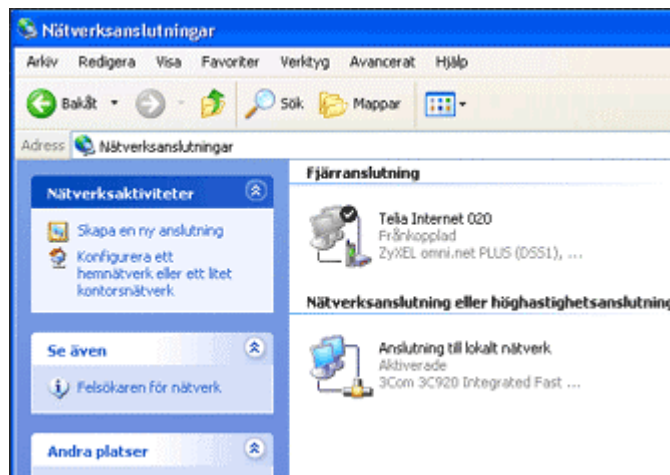 Nätverksanslutningar
Arkiv Redigera Visa Favoriter Verktyg Avancerat Hjälp
Bakåt Sök Mappar
Adress Nätverksanslutningar
Nätverksaktiviteter
Skapa en ny anslutning
Konfigurera ett
hemnätverk eller ett litet
kontorsnätverk
Se även
Felsökaren för nätverk
Andra platser
Fjärranslutning
Telia Internet 020
Frånkopplad
ZyXEL omni.net PLUS (DSS1), ...
Nätverksanslutning eller höghastighetsanslutning
Anslutning till lokalt nätverk
Aktiverade
3Com 3C920 Integrated Fast ...